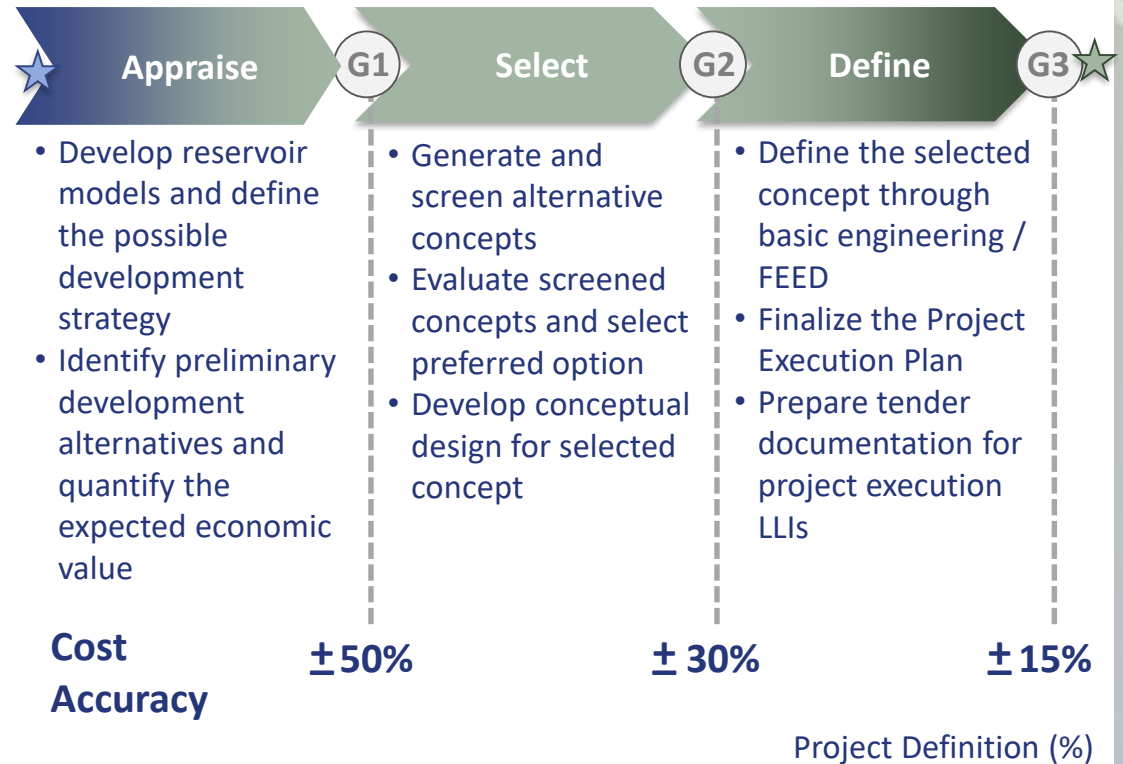 Appraise
G1
Select
G2
Define
G3
• Develop reservoir
models and define
the possible
development
strategy
• Identify preliminary
development
alternatives and
quantify the
expected economic
value
• Generate and
screen alternative
concepts
• Evaluate screened
concepts and select
preferred option
• Develop conceptual
design for selected
concept
• Define the selected
concept through
basic engineering /
FEED
• Finalize the Project
Execution Plan
• Prepare tender
documentation for
project execution
LLIs
Cost
Accuracy
±50%
± 30%
± 15%
Project Definition (%)